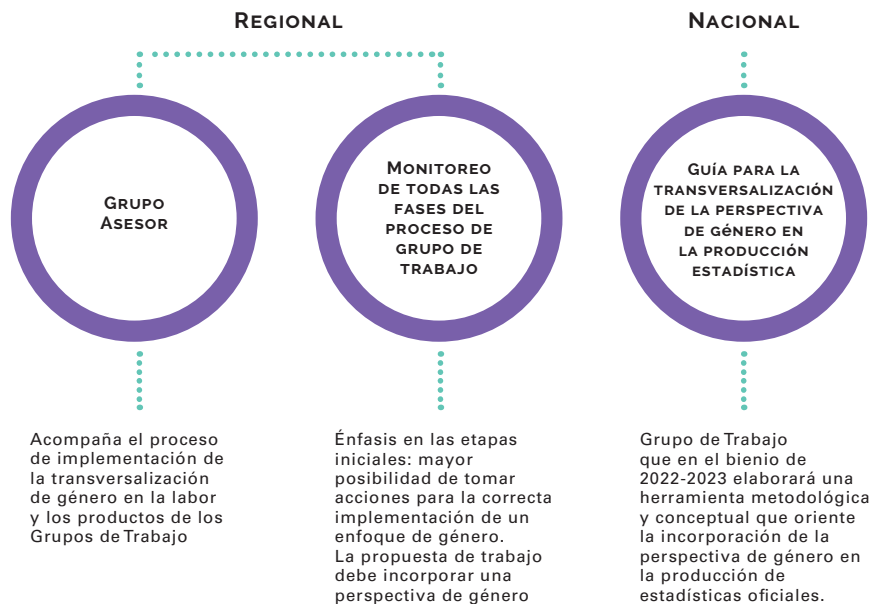 REGIONAL
NACIONAL
GRUPO
ASESOR
MONITOREO
DE TODAS LAS
FASES DEL
PROCESO DE
GRUPO DE
TRABAJO
GUÍA PARA LA
TRANSVERSALIZACIÓN
DE LA PERSPECTIVA
DE GÉNERO EN
LA PRODUCCIÓN
ESTADÍSTICA
Acompaña el proceso
de implementación de
la transversalización
de género en la labor
y los productos de los
Grupos de Trabajo
Énfasis en las etapas
iniciales: mayor
posibilidad de tomar
acciones para la correcta
implementación de un
enfoque de género.
La propuesta de trabajo
debe incorporar una
perspectiva de género
Grupo de Trabajo
que en el bienio de
2022-2023 elaborará una
herramienta metodológica
y conceptual que oriente
la incorporación de la
perspectiva de género en
la producción de
estadísticas oficiales.